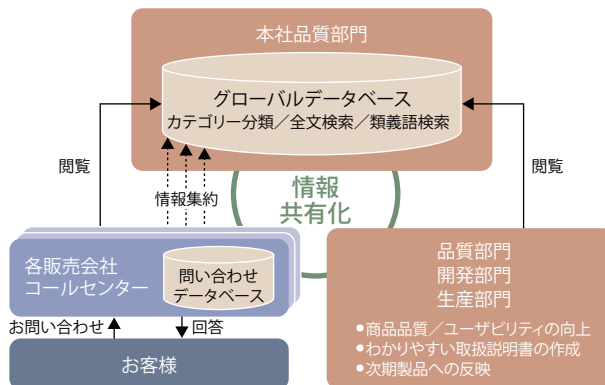 本社品質部門
グローバルデータベース
カテゴリー分類／全文検索／類義語検索
閲覧
情報集約
情報
共有化
閲覧
各販売会社
コールセンター
問い合わせ
データベース
お問い合わせ
回答
お客様
品質部門
開発部門
生産部門
●商品品質／ユーザビリティの向上
●わかりやすい取扱説明書の作成
●次期製品への反映